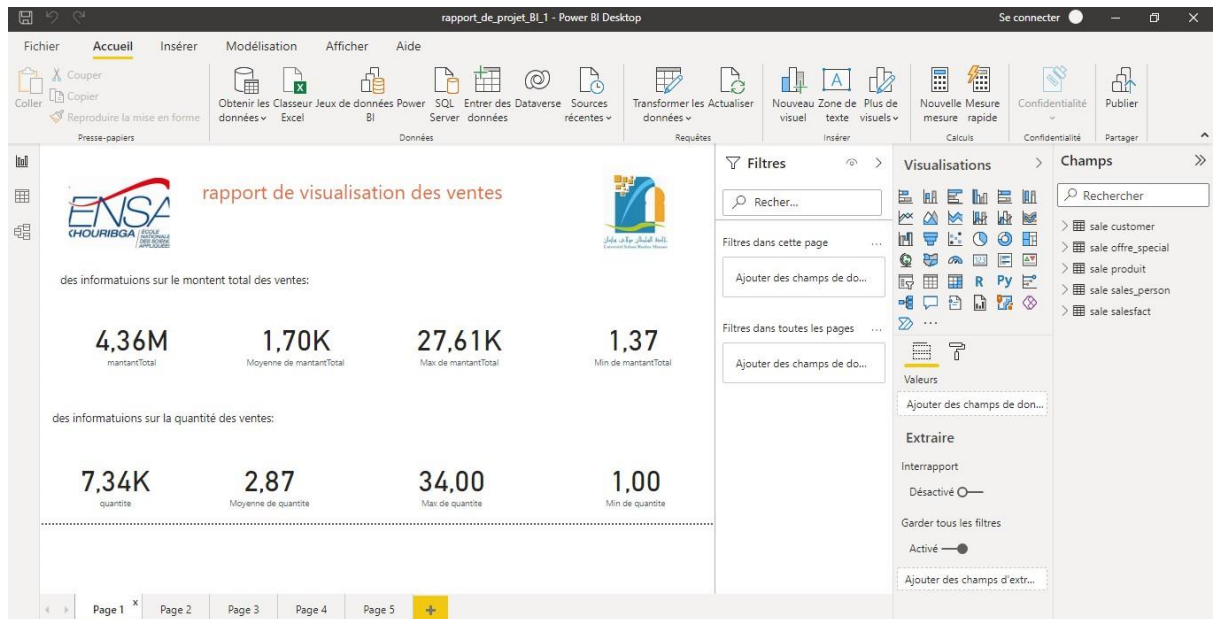 rapport_de_projet_BI_1 - Power BI Desktop
Se connecter
Fichier Accueil Insérer Modélisation Afficher Aide
Coller
Couper
Copier
Reproduire la mise en forme
Presse-papiers
Obtenir les données
Classeur Excel
Jeux de données Power BI
SQL Server
Entrer des données
Dataverse
Sources récentes
Données
Transformer les données
Actualiser
Requêtes
Nouveau visuel
Zone de texte
Plus de visuels
Insérer
Nouvelle mesure
Mesure rapide
Calculs
Confidentialité
Confidentialité
Publier
Partager
ENSA
KHOURIBGA
ÉCOLE
NATIONALE
DES SCIENCES
APPLIQUÉES
rapport de visualisation des ventes
des informatuions sur le montent total des ventes:
4,36M
mantantTotal
1,70K
Moyenne de mantantTotal
27,61K
Max de mantantTotal
1,37
Min de mantantTotal
des informatuions sur la quantité des ventes:
7,34K
quantite
2,87
Moyenne de quantite
34,00
Max de quantite
1,00
Min de quantite
Filtres
Recher...
Filtres dans cette page ...
Ajouter des champs de do...
Filtres dans toutes les pages ...
Ajouter des champs de do...
Visualisations
R Py
123
...
Valeurs
Ajouter des champs de don...
Extraire
Interrapport
Désactivé
Garder tous les filtres
Activé
Ajouter des champs d'extr...
Champs
Rechercher
sale customer
sale offre_special
sale produit
sale sales_person
sale salesfact
Page 1 x Page 2 Page 3 Page 4 Page 5 +